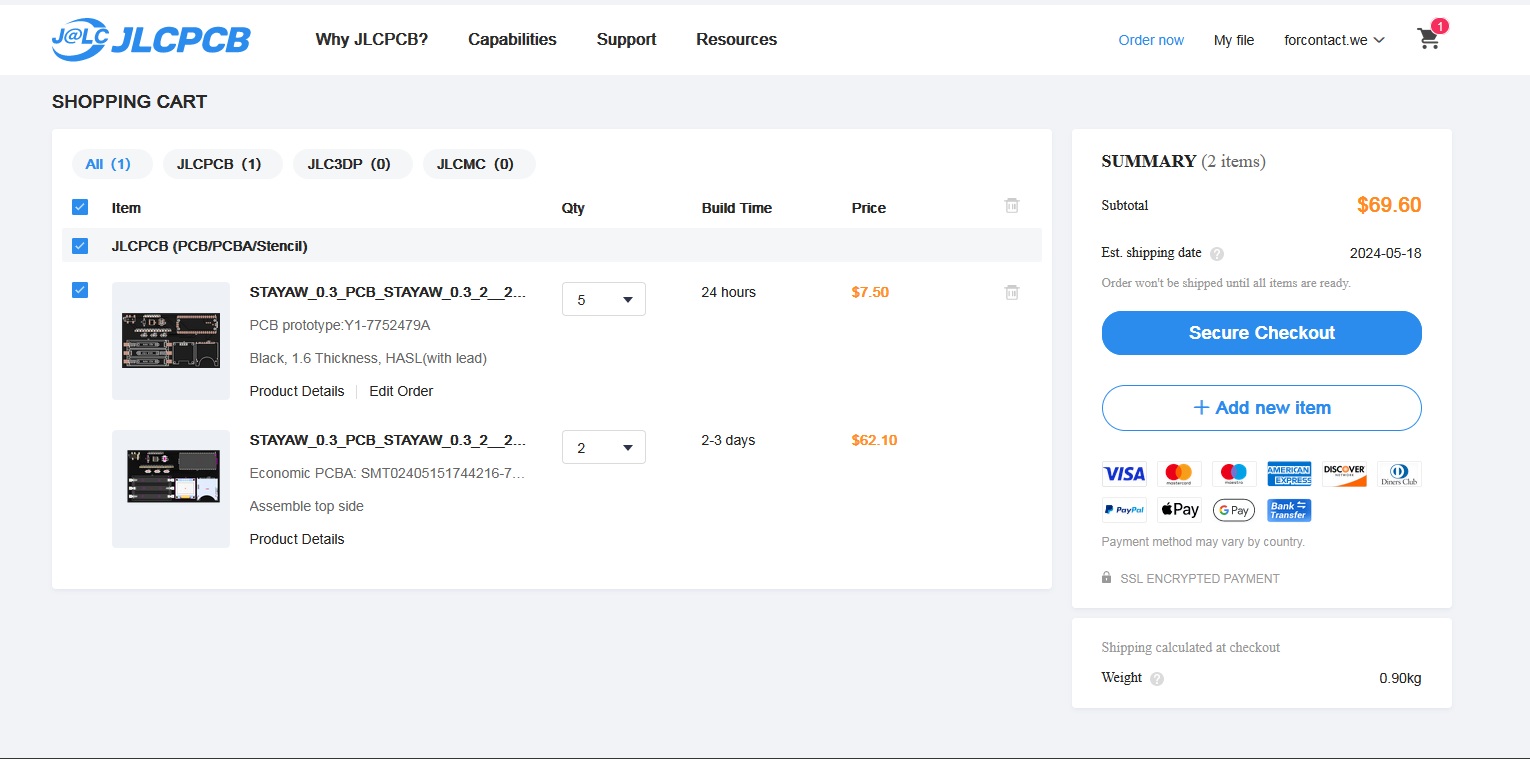 J@LC JLCPCB Why JLCPCB? Capabilities Support Resources Order now My file forcontact.we 1
SHOPPING CART
All (1) JLCPCB (1) JLC3DP (0) JLCMC (0)
Item Qty Build Time Price
JLCPCB (PCB/PCBA/Stencil)
STAYAW_0.3_PCB_STAYAW_0.3_2__2... 5 24 hours $7.50
PCB prototype:Y1-7752479A
Black, 1.6 Thickness, HASL(with lead)
Product Details Edit Order
STAYAW_0.3_PCB_STAYAW_0.3_2__2... 2 2-3 days $62.10
Economic PCBA: SMT02405151744216-7...
Assemble top side
Product Details
SUMMARY (2 items)
Subtotal $69.60
Est. shipping date ? 2024-05-18
Order won't be shipped until all items are ready.
Secure Checkout
+ Add new item
VISA mastercard maestro AMERICAN EXPRESS DISCOVER NETWORK Diners Club
PayPal Pay G Pay Bank Transfer
Payment method may vary by country.
SSL ENCRYPTED PAYMENT
Shipping calculated at checkout
Weight ? 0.90kg